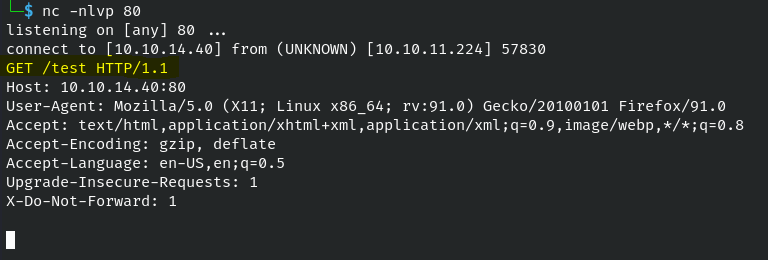 $ nc -nlvp 80
listening on [any] 80 ...
connect to [10.10.14.40] from (UNKNOWN) [10.10.11.224] 57830
GET /test HTTP/1.1
Host: 10.10.14.40:80
User-Agent: Mozilla/5.0 (X11; Linux x86_64; rv:91.0) Gecko/20100101 Firefox/91.0
Accept: text/html,application/xhtml+xml,application/xml;q=0.9,image/webp,*/*;q=0.8
Accept-Encoding: gzip, deflate
Accept-Language: en-US,en;q=0.5
Upgrade-Insecure-Requests: 1
X-Do-Not-Forward: 1